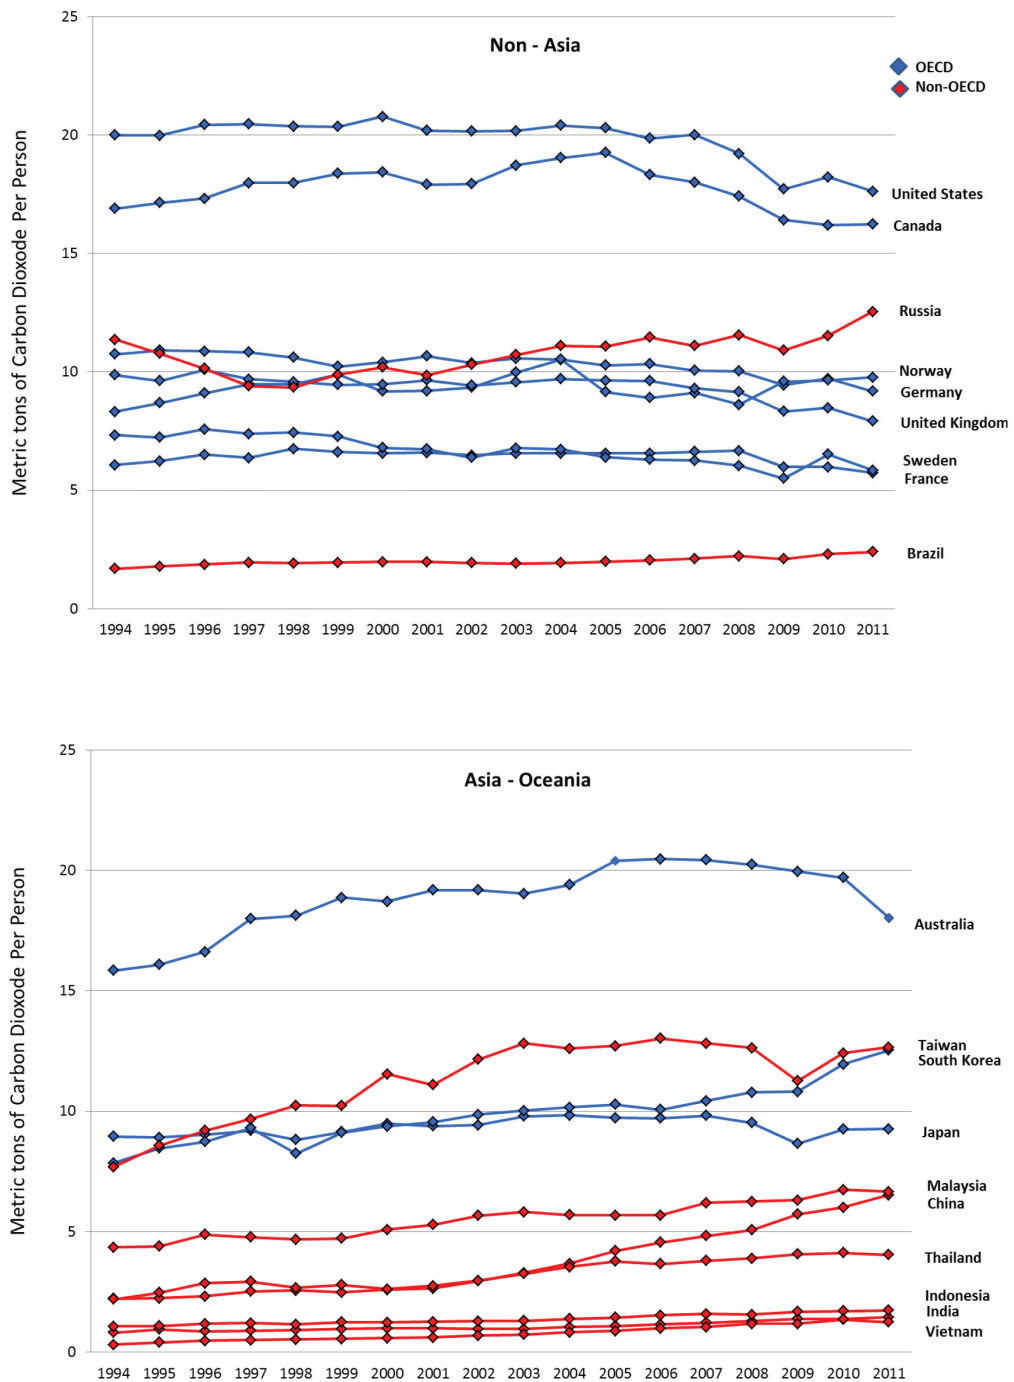 25
Non - Asia
OECD
Non-OECD
20
15
10
5
0
Metric tons of Carbon Dioxode Per Person
United States
Canada
Russia
Norway
Germany
United Kingdom
Sweden
France
Brazil
1994 1995 1996 1997 1998 1999 2000 2001 2002 2003 2004 2005 2006 2007 2008 2009 2010 2011
25
Asia - Oceania
20
15
10
5
0
Metric tons of Carbon Dioxode Per Person
Australia
Taiwan
South Korea
Japan
Malaysia
China
Thailand
Indonesia
India
Vietnam
1994 1995 1996 1997 1998 1999 2000 2001 2002 2003 2004 2005 2006 2007 2008 2009 2010 2011